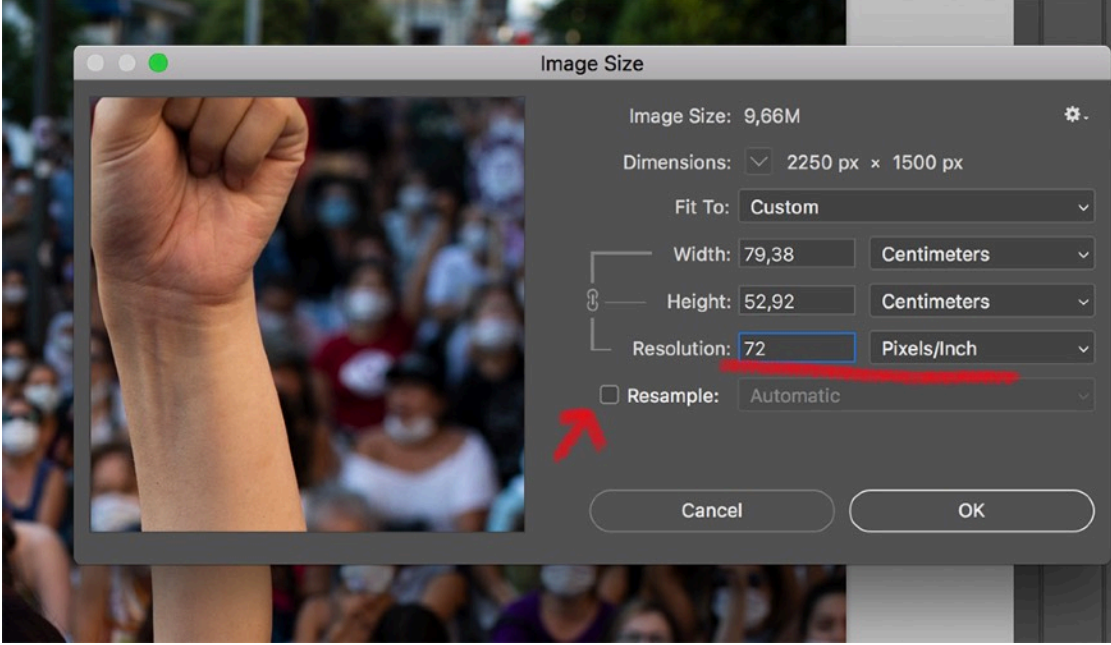 Image Size
Image Size: 9,66M
Dimensions: 2250 px × 1500 px
Fit To: Custom
Width: 79,38 Centimeters
Height: 52,92 Centimeters
Resolution: 72 Pixels/Inch
Resample: Automatic
Cancel OK